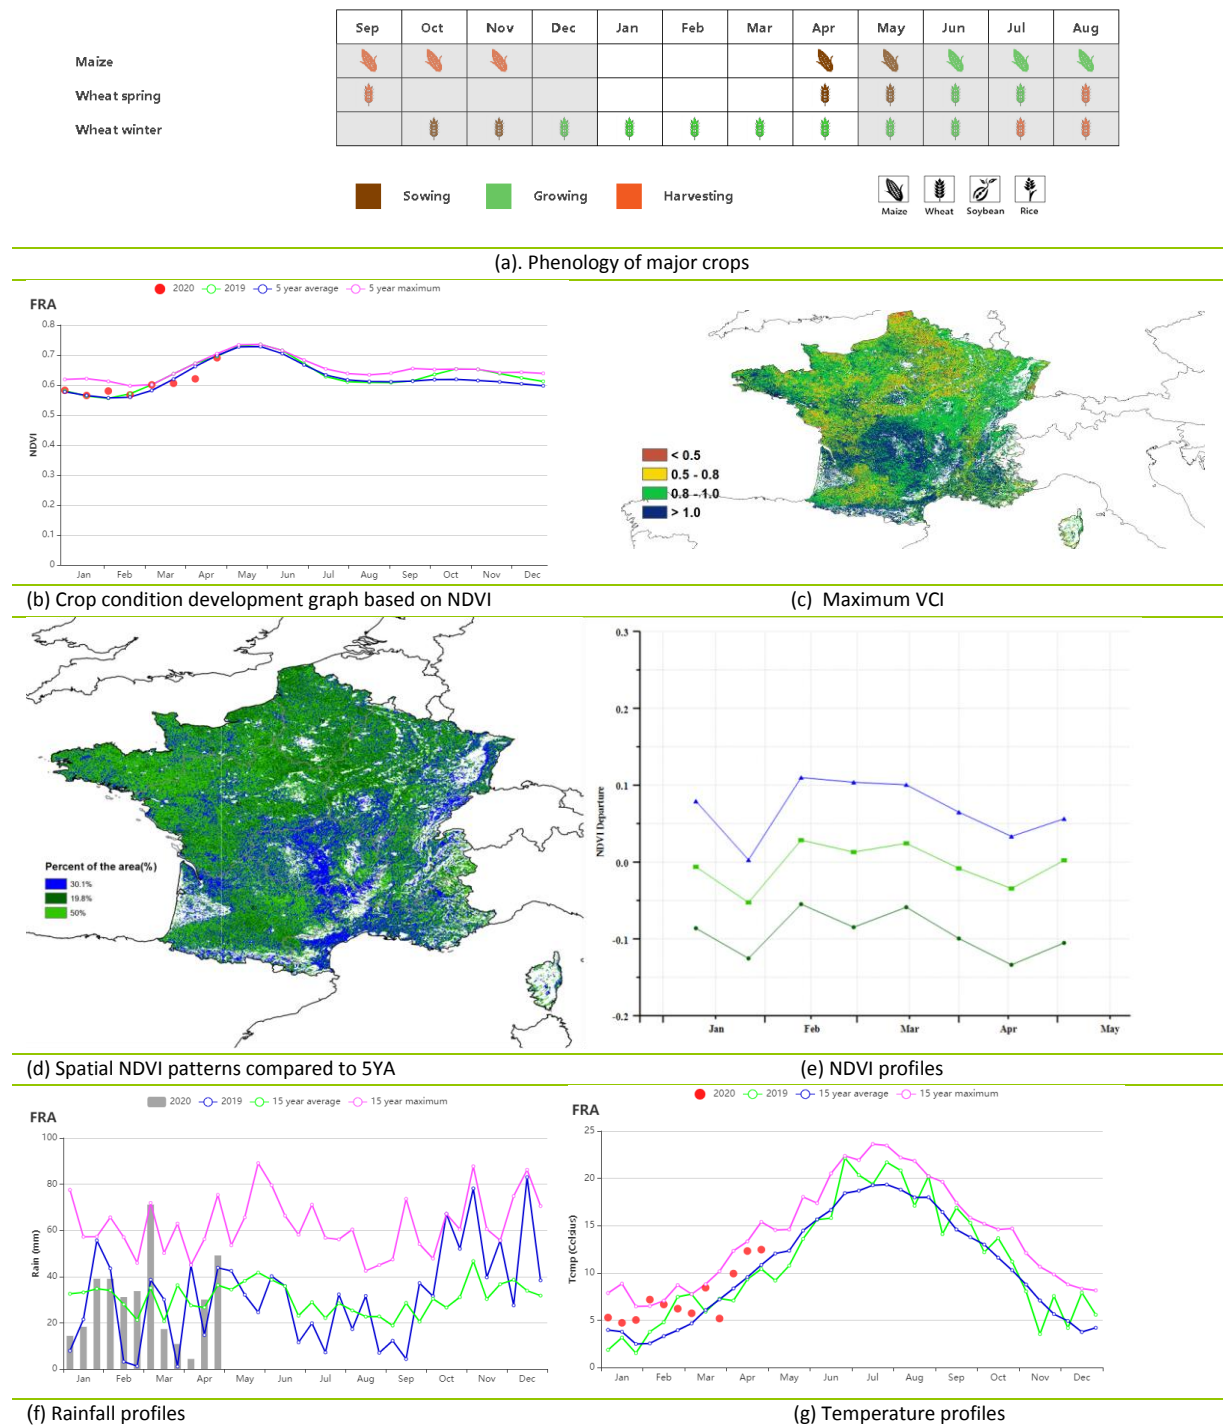 Sep Oct Nov Dec Jan Feb Mar Apr May Jun Jul Aug
Maize
Wheat spring
Wheat winter
Sowing Growing Harvesting
Maize Wheat Soybean Rice
(a). Phenology of major crops
2020 2019 5 year average 5 year maximum
FRA
0.8
0.7
0.6
0.5
0.4
0.3
0.2
0.1
0
NDVI
Jan Feb Mar Apr May Jun Jul Aug Sep Oct Nov Dec
< 0.5
0.5 - 0.8
0.8 - 1.0
> 1.0
(b) Crop condition development graph based on NDVI
(c) Maximum VCI
Percent of the area(%)
30.1%
19.8%
50%
0.3
0.2
0.1
0.0
-0.1
-0.2
NDVI Departure
Jan Feb Mar Apr May
(d) Spatial NDVI patterns compared to 5YA
(e) NDVI profiles
2020 2019 15 year average 15 year maximum
FRA
100
80
60
40
20
0
Rain (mm)
Jan Feb Mar Apr May Jun Jul Aug Sep Oct Nov Dec
2020 2019 15 year average 15 year maximum
FRA
25
20
15
10
5
0
Temp (Celsius)
Jan Feb Mar Apr May Jun Jul Aug Sep Oct Nov Dec
(f) Rainfall profiles
(g) Temperature profiles